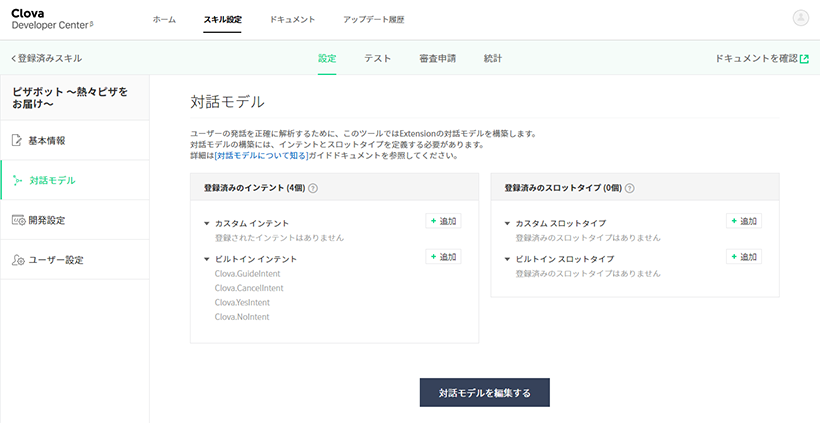 Clova
Developer Center β
ホーム
スキル設定
ドキュメント
アップデート履歴
登録済みスキル
設定
テスト
審査申請
統計
ドキュメントを確認
ピザボット 〜熱々ピザをお届け〜
基本情報
対話モデル
開発設定
ユーザー設定
対話モデル
ユーザーの発話を正確に解析するために、このツールではExtensionの対話モデルを構築します。
対話モデルの構築には、インテントとスロットタイプを定義する必要があります。
詳細は[対話モデルについて知る]ガイドドキュメントを参照してください。
登録済みのインテント (4個) ?
カスタム インテント
+ 追加
登録されたインテントはありません
ビルトイン インテント
+ 追加
Clova.GuideIntent
Clova.CancelIntent
Clova.YesIntent
Clova.NoIntent
登録済みのスロットタイプ (0個) ?
カスタム スロットタイプ
+ 追加
登録済みのスロットタイプはありません
ビルトイン スロットタイプ
+ 追加
登録済みのスロットタイプはありません
対話モデルを編集する